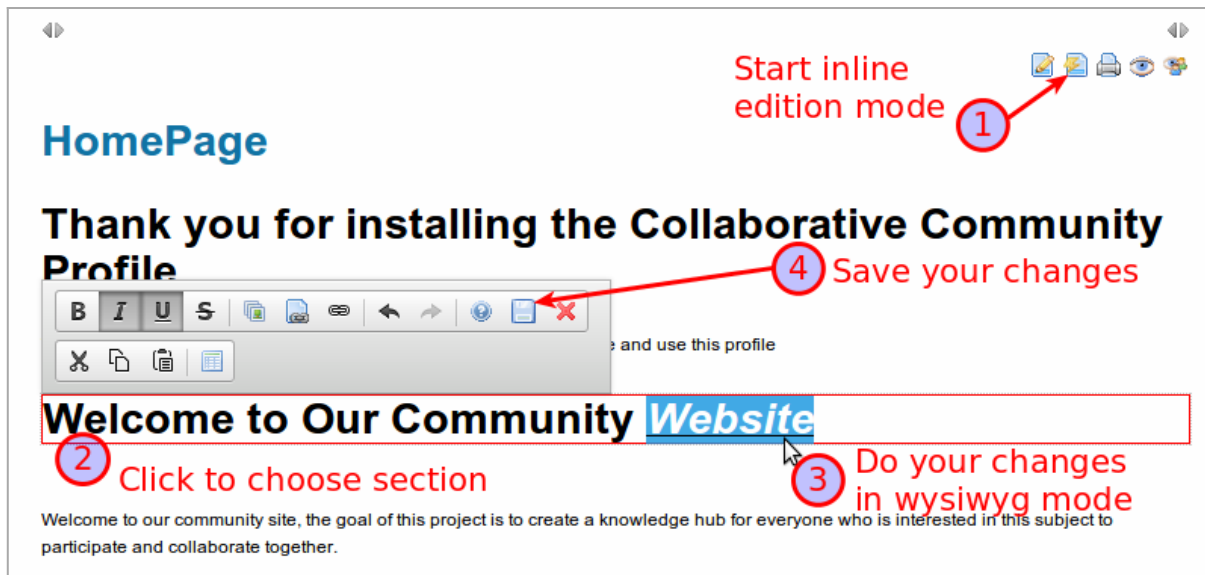 Start inline
edition mode
1
HomePage
Thank you for installing the Collaborative Community
Profile
4 Save your changes
B I U S
and use this profile
Welcome to Our Community Website
2 Click to choose section
3 Do your changes
in wysiwyg mode
Welcome to our community site, the goal of this project is to create a knowledge hub for everyone who is interested in this subject to
participate and collaborate together.